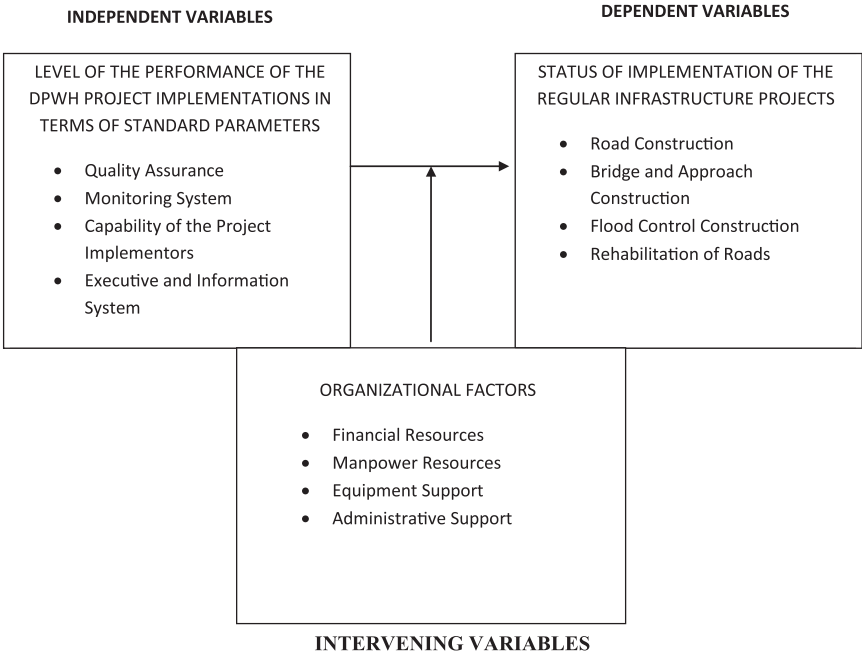 INDEPENDENT VARIABLES
LEVEL OF THE PERFORMANCE OF THE
DPWH PROJECT IMPLEMENTATIONS IN
TERMS OF STANDARD PARAMETERS
• Quality Assurance
• Monitoring System
• Capability of the Project
Implementors
• Executive and Information
System
DEPENDENT VARIABLES
STATUS OF IMPLEMENTATION OF THE
REGULAR INFRASTRUCTURE PROJECTS
• Road Construction
• Bridge and Approach
Construction
• Flood Control Construction
• Rehabilitation of Roads
ORGANIZATIONAL FACTORS
• Financial Resources
• Manpower Resources
• Equipment Support
• Administrative Support
INTERVENING VARIABLES